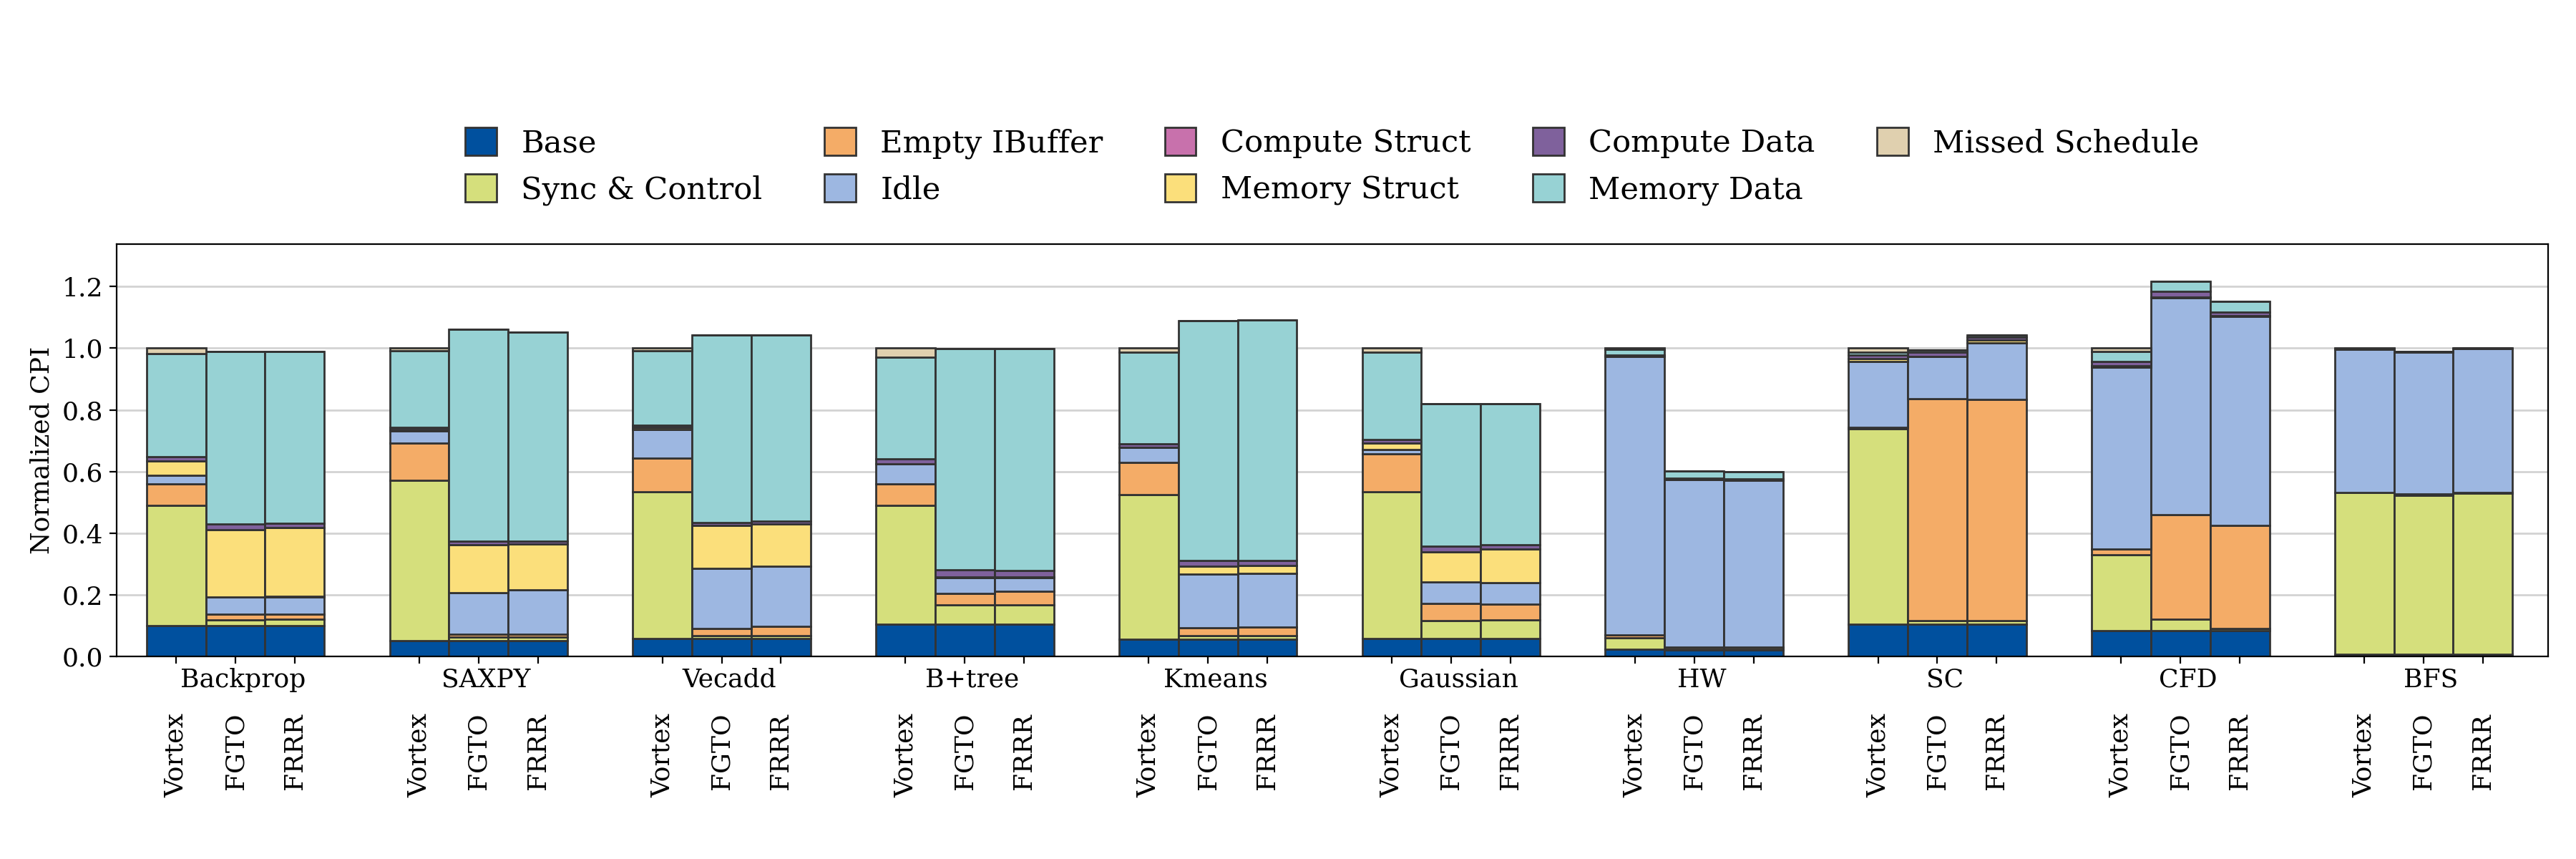 Base Empty IBuffer Compute Struct Compute Data Missed Schedule
Sync & Control Idle Memory Struct Memory Data
Normalized CPI
1.2
1.0
0.8
0.6
0.4
0.2
0.0
Backprop SAXPY Vecadd B+tree Kmeans Gaussian HW SC CFD BFS
Vortex FGTO FRRR Vortex FGTO FRRR Vortex FGTO FRRR Vortex FGTO FRRR Vortex FGTO FRRR Vortex FGTO FRRR Vortex FGTO FRRR Vortex FGTO FRRR Vortex FGTO FRRR Vortex FGTO FRRR